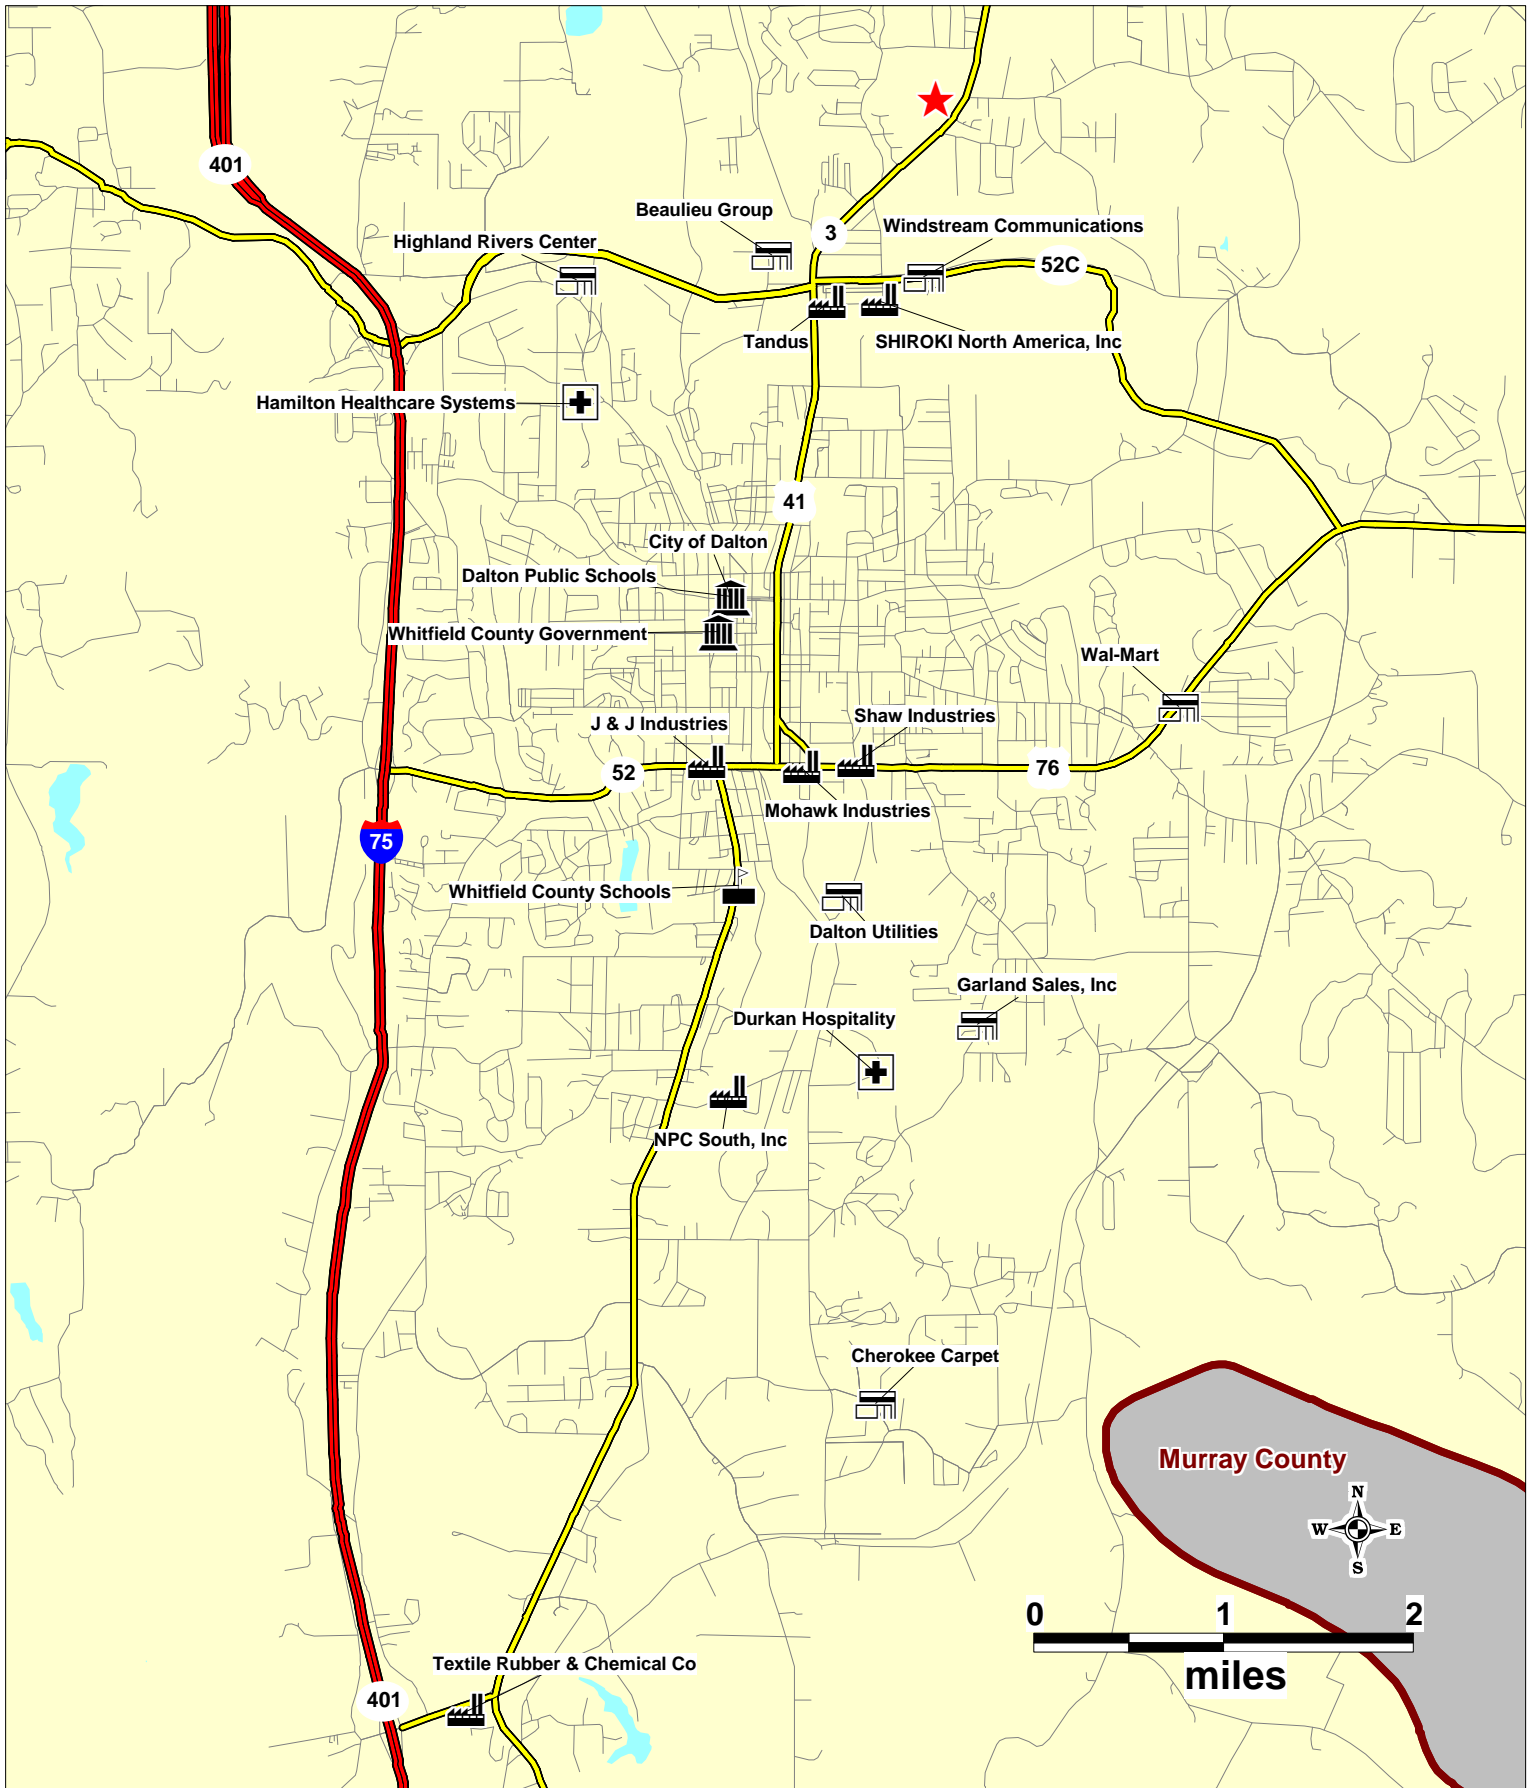 401
Beaulieu Group
3
Windstream Communications
Highland Rivers Center
52C
Tandus
SHIROKI North America, Inc
Hamilton Healthcare Systems
41
City of Dalton
Dalton Public Schools
Whitfield County Government
Wal-Mart
J & J Industries
Shaw Industries
52
76
Mohawk Industries
75
Whitfield County Schools
Dalton Utilities
Garland Sales, Inc
Durkan Hospitality
NPC South, Inc
Cherokee Carpet
Murray County
N
W E
S
0 1 2
miles
Textile Rubber & Chemical Co
401